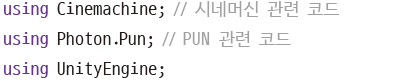 using Cinemachine; // 시네머신 관련 코드
using Photon.Pun; // PUN 관련 코드
using UnityEngine;